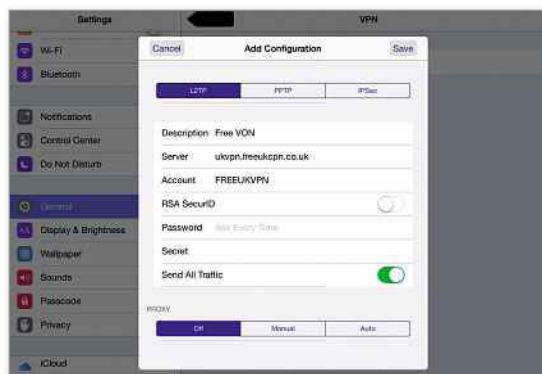 Settings
VPN
Wi-Fi
Bluetooth
Notifications
Control Center
Do Not Disturb
General
Display & Brightness
Wallpaper
Sounds
Passcode
Privacy
iCloud
Cancel
Add Configuration
Save
L2TP
PPTP
IPSec
Description Free VON
Server ukvpn.freeukcpn.co.uk
Account FREEUKVPN
RSA SecurID
Password Ask Every Time
Secret
Send All Traffic
PROXY
Off
Manual
Auto